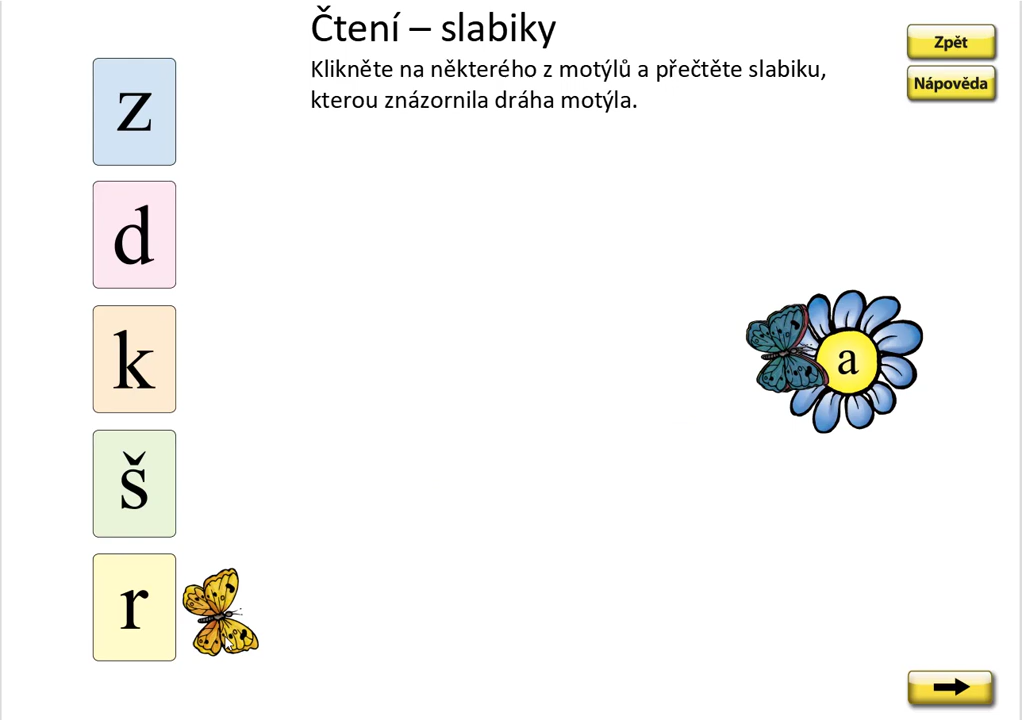 Čtení – slabiky
Klikněte na některého z motýlů a přečtěte slabiku,
kterou znázornila dráha motýla.
Zpět
Nápověda
z
d
k
š
r
a